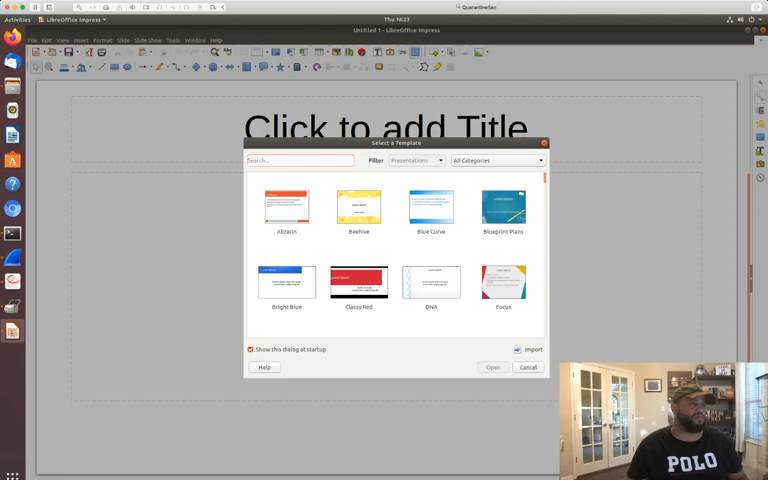 QuarantineSac
Activities LibreOffice Impress Thu 16:23
Untitled 1 - LibreOffice Impress
File Edit View Insert Format Slide Slide Show Tools Window Help
Click to add Title
Select a Template
Search... Filter Presentations All Categories
Alizarin Beehive Blue Curve Blueprint Plans
Bright Blue Classy Red DNA Focus
Show this dialog at startup Import
Help Open Cancel
POLO